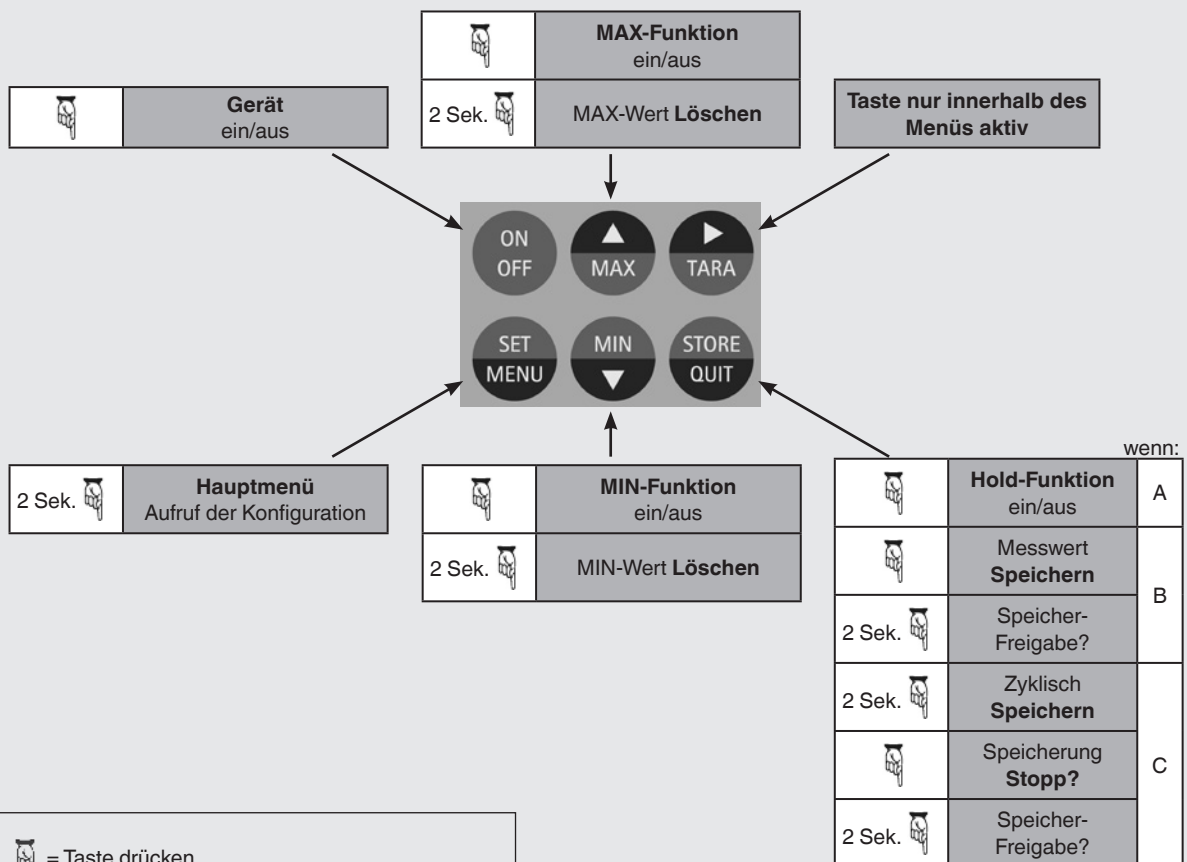 MAX-Funktion
ein/aus
2 Sek.
MAX-Wert Löschen
Gerät
ein/aus
Taste nur innerhalb des
Menüs aktiv
ON
OFF
MAX
TARA
SET
MENU
MIN
STORE
QUIT
2 Sek.
Hauptmenü
Aufruf der Konfiguration
MIN-Funktion
ein/aus
2 Sek.
MIN-Wert Löschen
wenn:
Hold-Funktion
ein/aus
A
Messwert
Speichern
2 Sek.
Speicher-
Freigabe?
B
2 Sek.
Zyklisch
Speichern
Speicherung
Stopp?
C
2 Sek.
Speicher-
Freigabe?
= Taste drücken